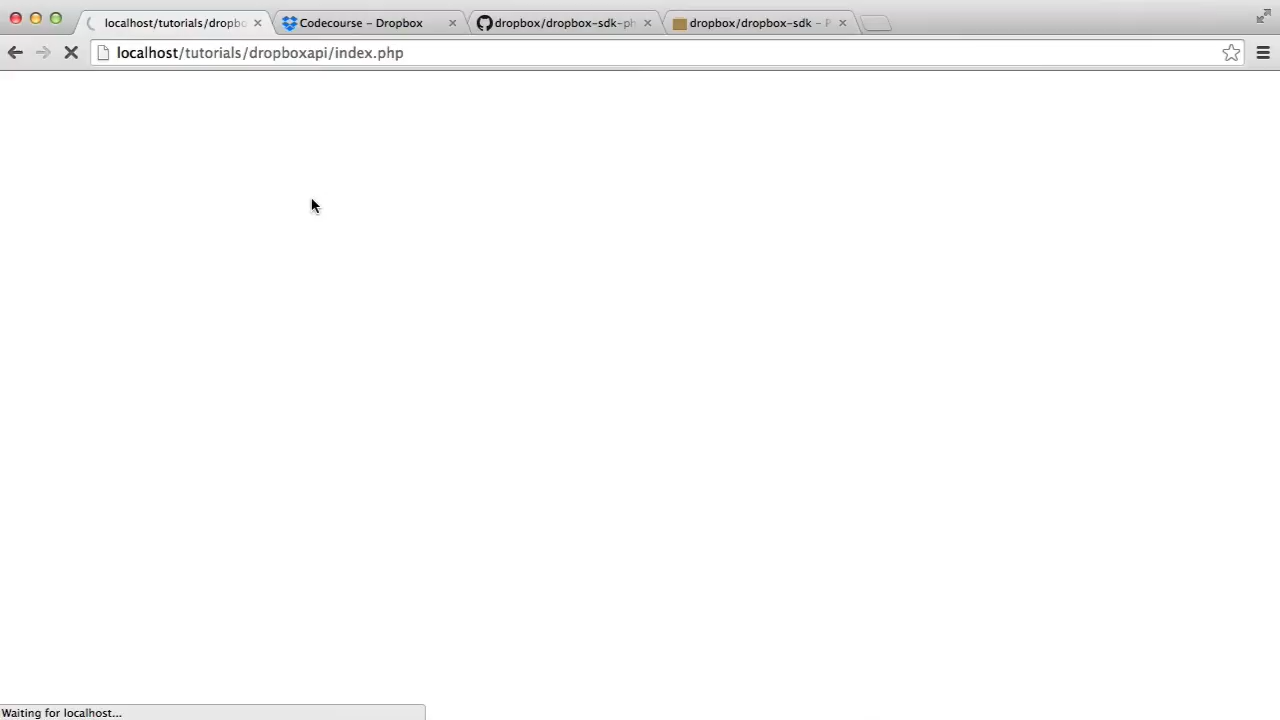 localhost/tutorials/dropbo
Codecourse – Dropbox
dropbox/dropbox-sdk-ph
dropbox/dropbox-sdk – P
localhost/tutorials/dropboxapi/index.php
Waiting for localhost...